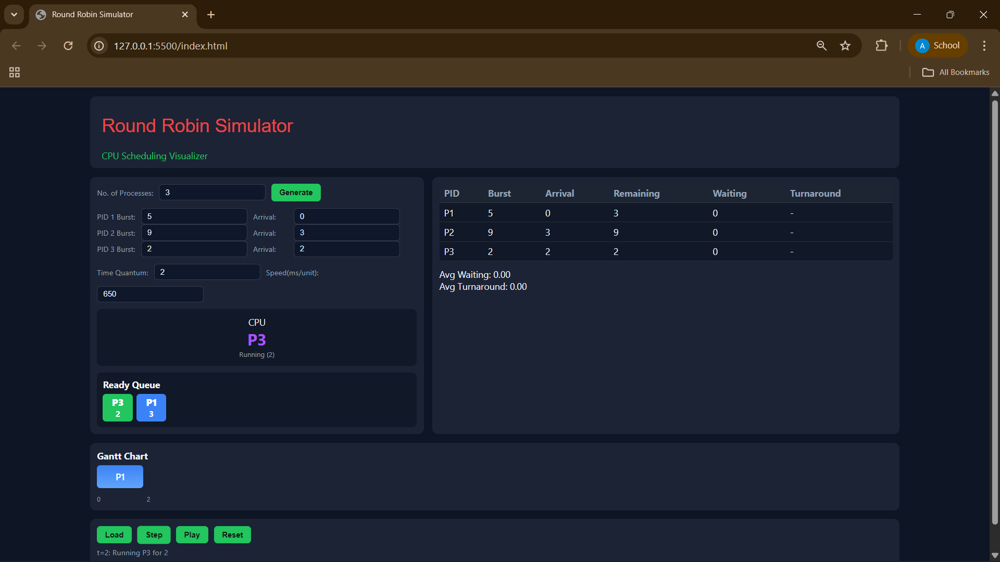 Round Robin Simulator
127.0.0.1:5500/index.html
A School
All Bookmarks
Round Robin Simulator
CPU Scheduling Visualizer
No. of Processes: 3 Generate
PID 1 Burst: 5 Arrival: 0
PID 2 Burst: 9 Arrival: 3
PID 3 Burst: 2 Arrival: 2
Time Quantum: 2 Speed(ms/unit):
650
CPU
P3
Running (2)
Ready Queue
P3 P1
2 3
PID Burst Arrival Remaining Waiting Turnaround
P1 5 0 3 0 -
P2 9 3 9 0 -
P3 2 2 2 0 -
Avg Waiting: 0.00
Avg Turnaround: 0.00
Gantt Chart
P1
0 2
Load Step Play Reset
t=2: Running P3 for 2